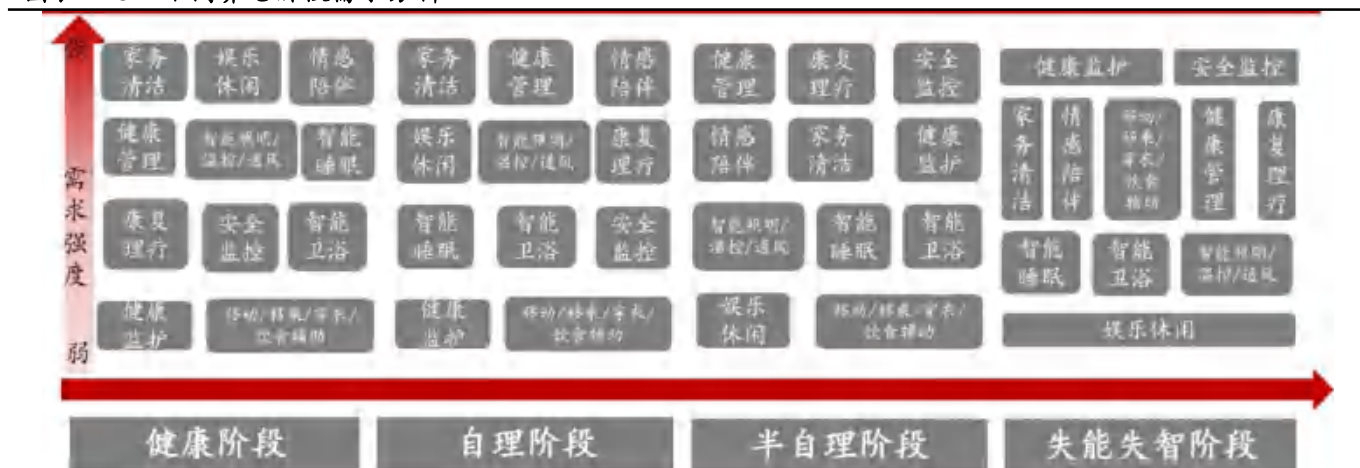 家务
清洁
娱乐
休闲
情感
陪伴
健康
管理
智能照明/
温控/通风
智能
睡眠
康复
理疗
安全
监控
智能
卫浴
健康
监护
移动/移乘/穿衣/
饮食辅助
家务
清洁
健康
管理
情感
陪伴
娱乐
休闲
智能照明/
温控/通风
康复
理疗
智能
睡眠
智能
卫浴
安全
监控
健康
监护
移动/移乘/穿衣/
饮食辅助
健康
管理
康复
理疗
安全
监控
情感
陪伴
家务
清洁
健康
监护
智能照明/
温控/通风
智能
睡眠
智能
卫浴
娱乐
休闲
移动/移乘/穿衣/
饮食辅助
健康监护
安全监控
家务清洁
情感陪伴
移动/
移乘/
穿衣/
饮食
辅助
健康管理
康复理疗
智能
睡眠
智能
卫浴
智能照明/
温控/通风
娱乐休闲
强
需求强度
弱
健康阶段
自理阶段
半自理阶段
失能失智阶段